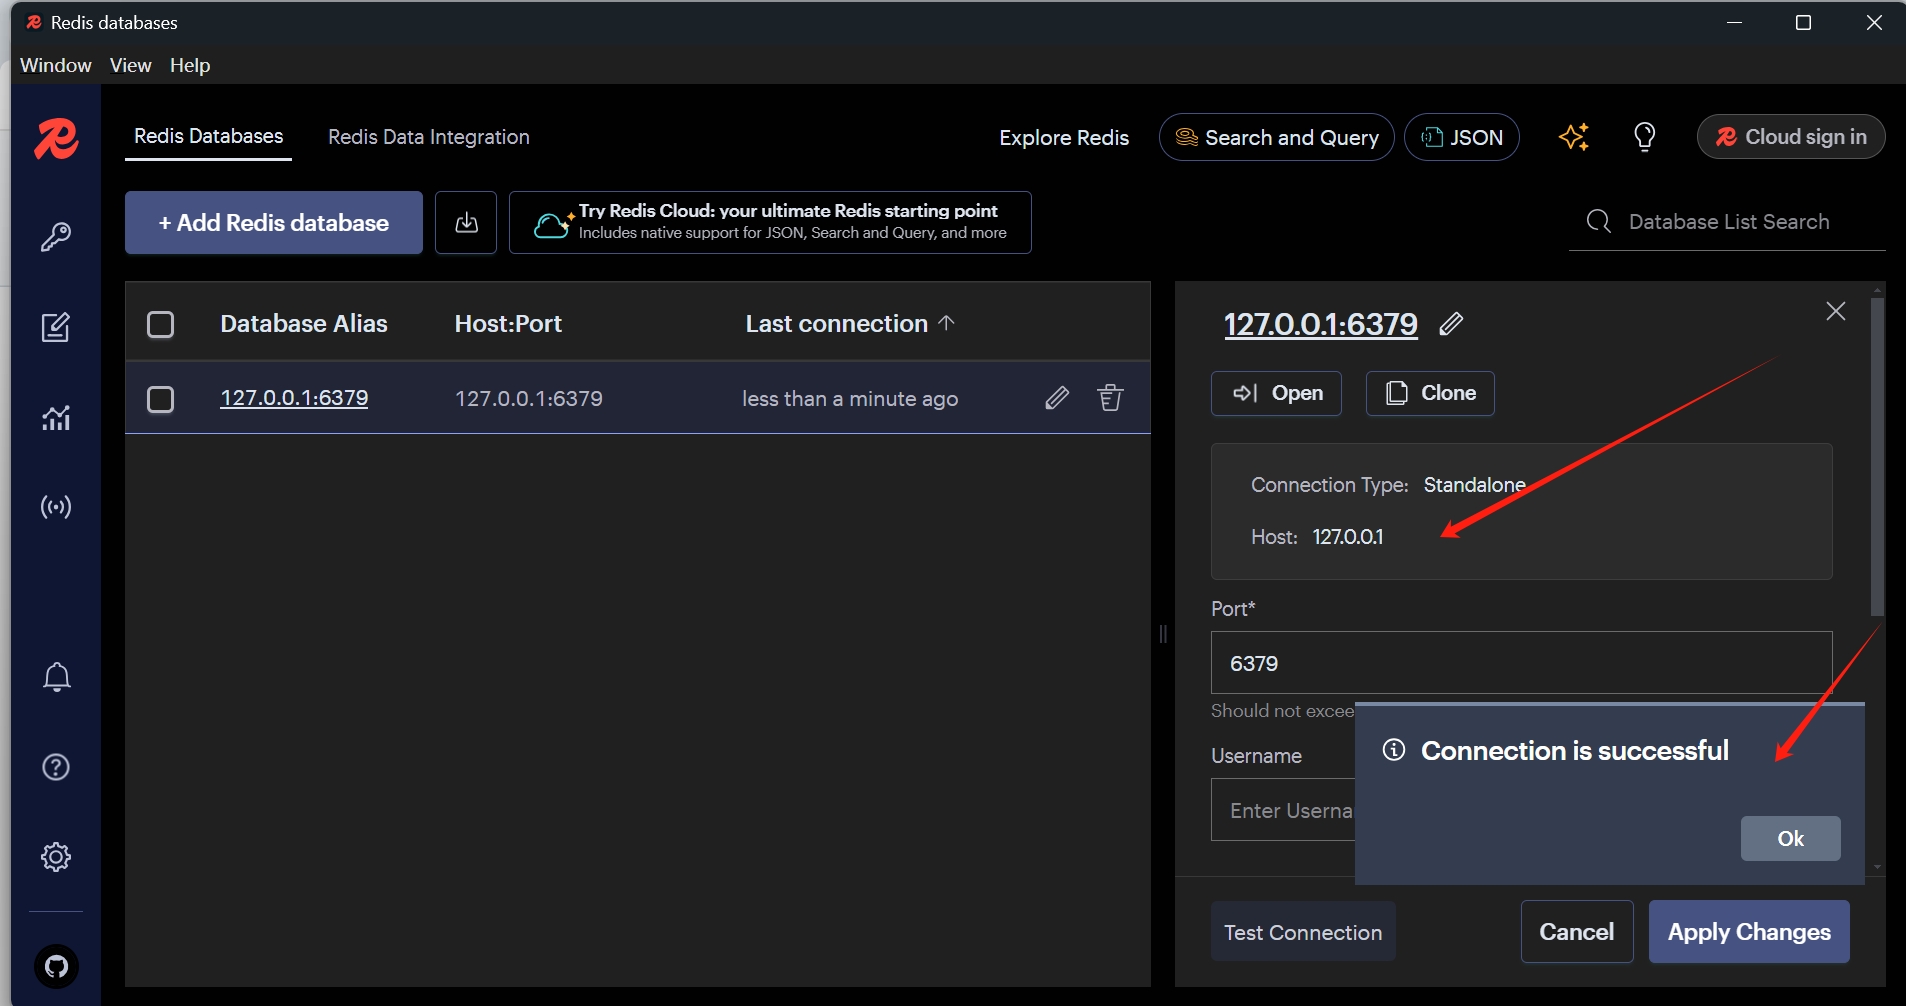 Redis databases
Window View Help
Redis Databases Redis Data Integration Explore Redis Search and Query JSON Cloud sign in
+ Add Redis database
Try Redis Cloud: your ultimate Redis starting point
Includes native support for JSON, Search and Query, and more
Database List Search
Database Alias Host:Port Last connection ↑
127.0.0.1:6379 127.0.0.1:6379 less than a minute ago
127.0.0.1:6379
Open Clone
Connection Type: Standalone
Host: 127.0.0.1
Port*
6379
Should not excee
Username
Enter Userna
Connection is successful
Ok
Test Connection Cancel Apply Changes